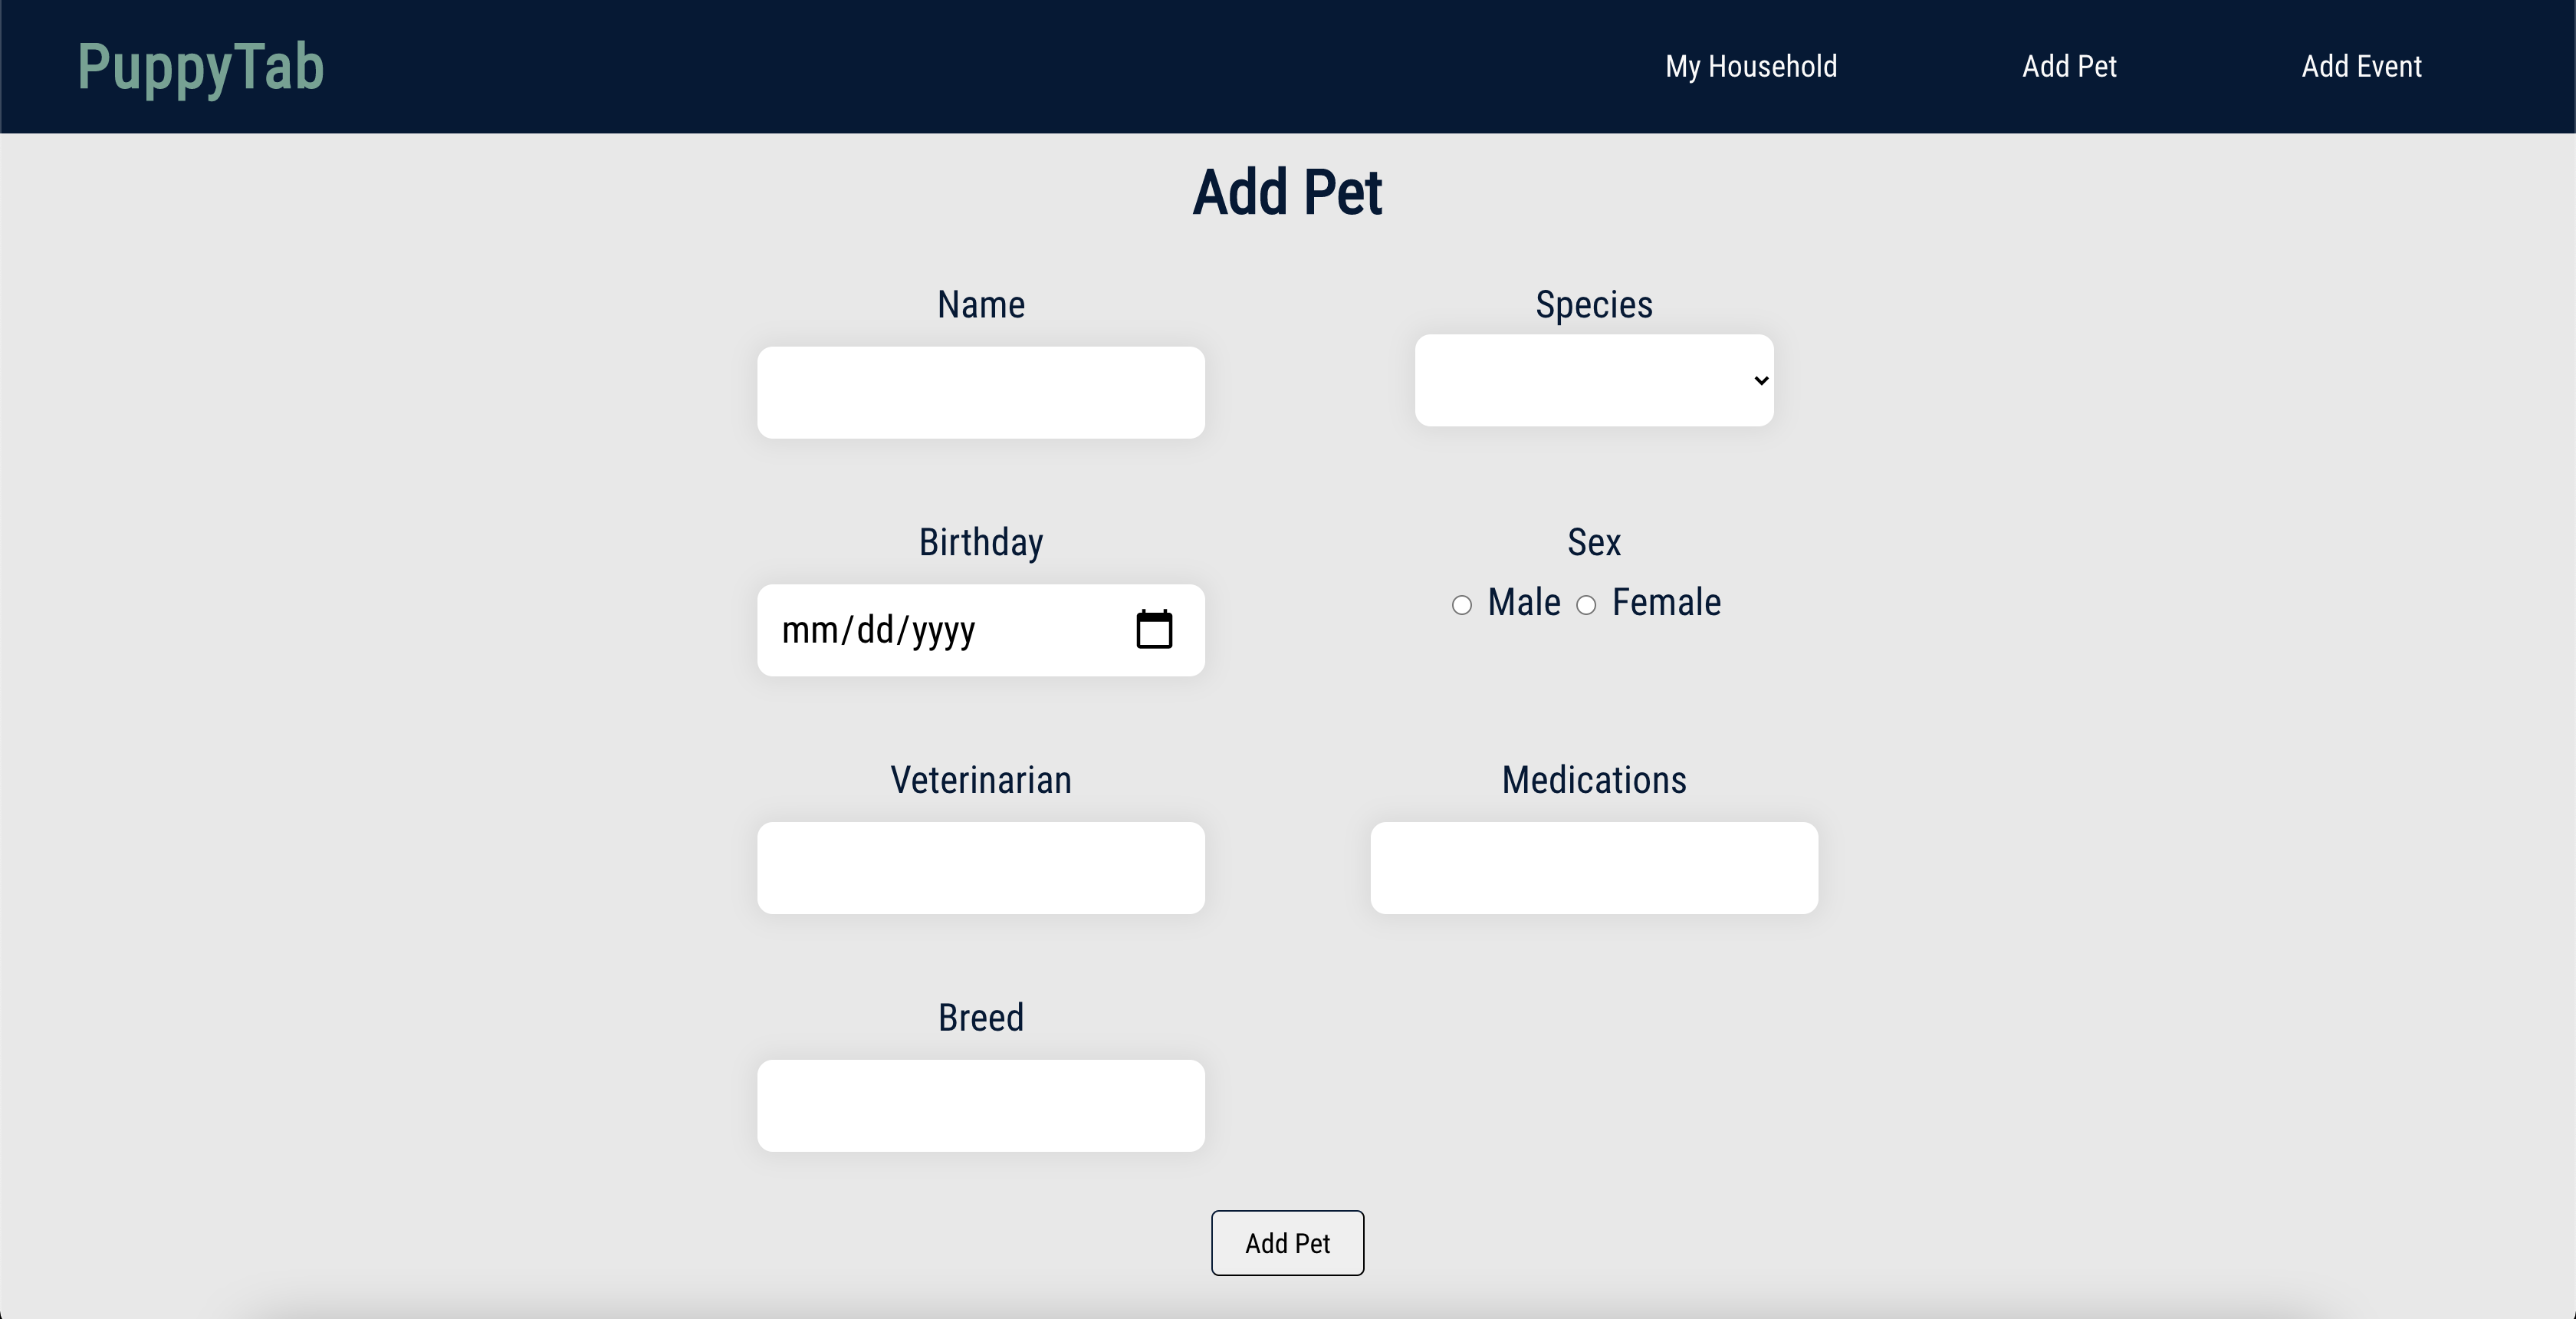 PuppyTab
My Household
Add Pet
Add Event
Add Pet
Name
Species
Birthday
Sex
mm/dd/yyyy
Male Female
Veterinarian
Medications
Breed
Add Pet